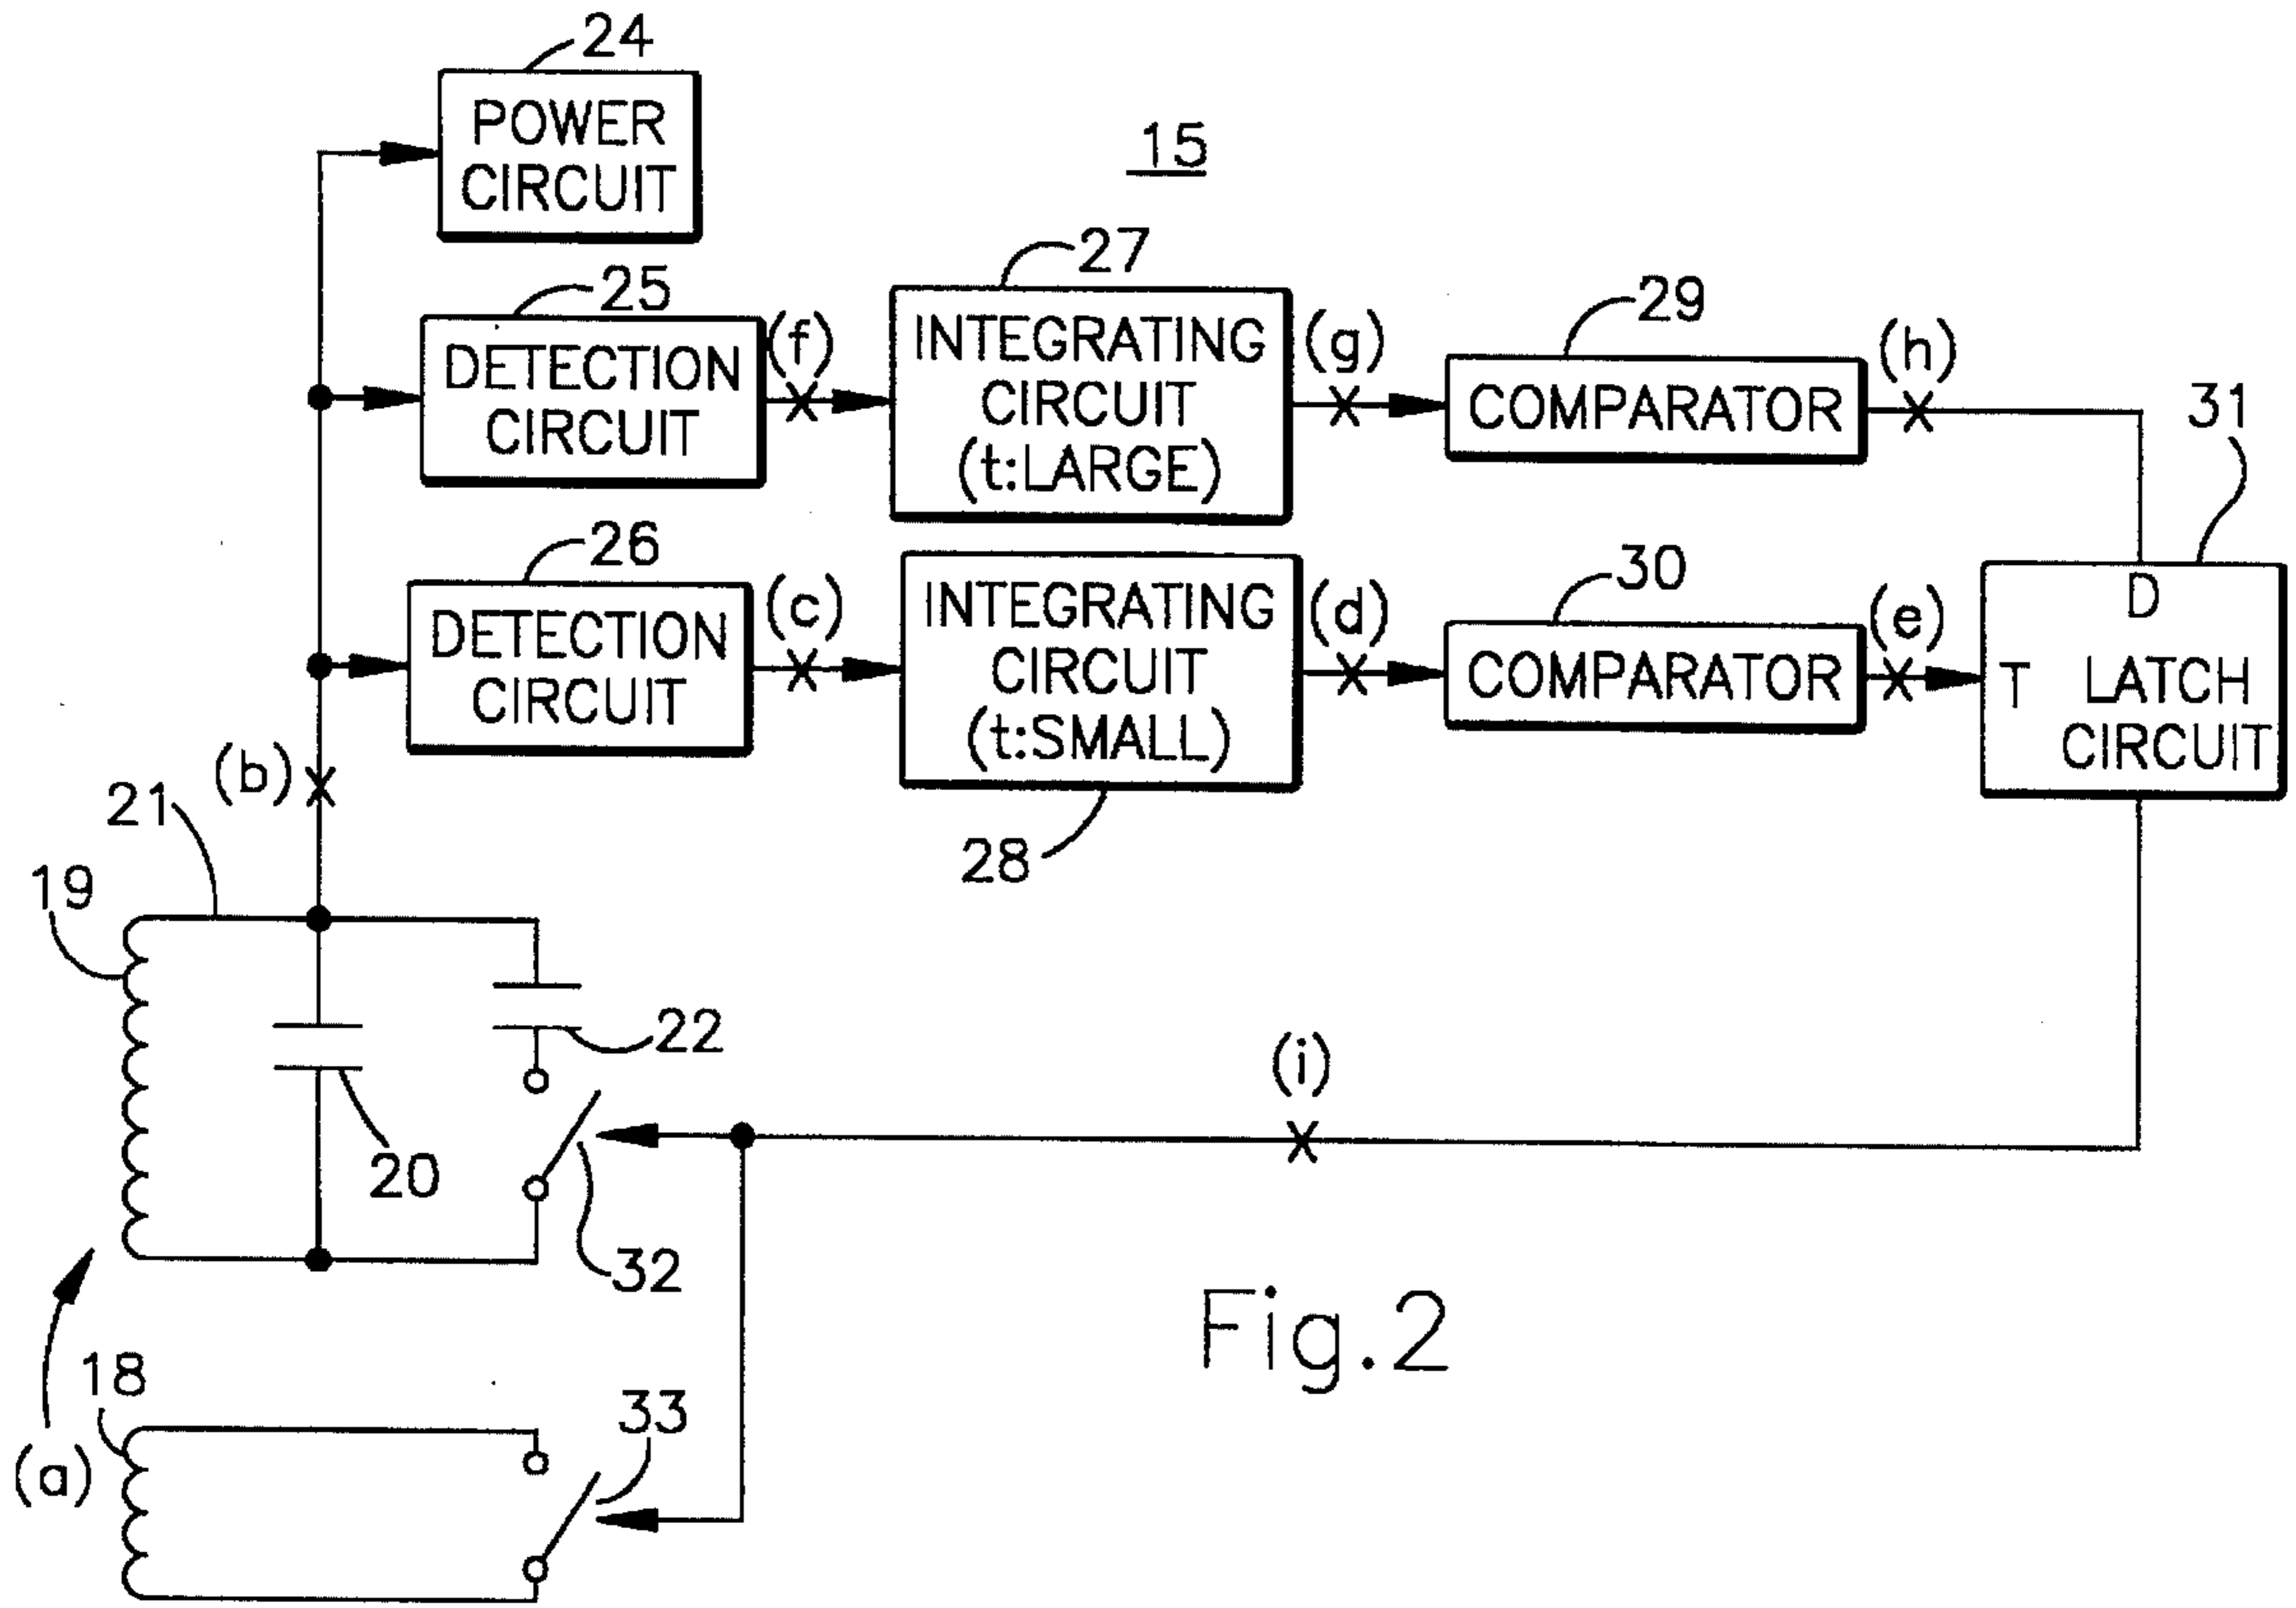 24
POWER
CIRCUIT
15
25
DETECTION
CIRCUIT
(f)
27
INTEGRATING
CIRCUIT
(t:LARGE)
(g)
29
COMPARATOR
(h)
31
26
DETECTION
CIRCUIT
(c)
INTEGRATING
CIRCUIT
(t:SMALL)
28
(d)
30
COMPARATOR
(e)
D
T LATCH
CIRCUIT
(b)
21
19
22
20
32
(i)
(a)
18
33
Fig.2